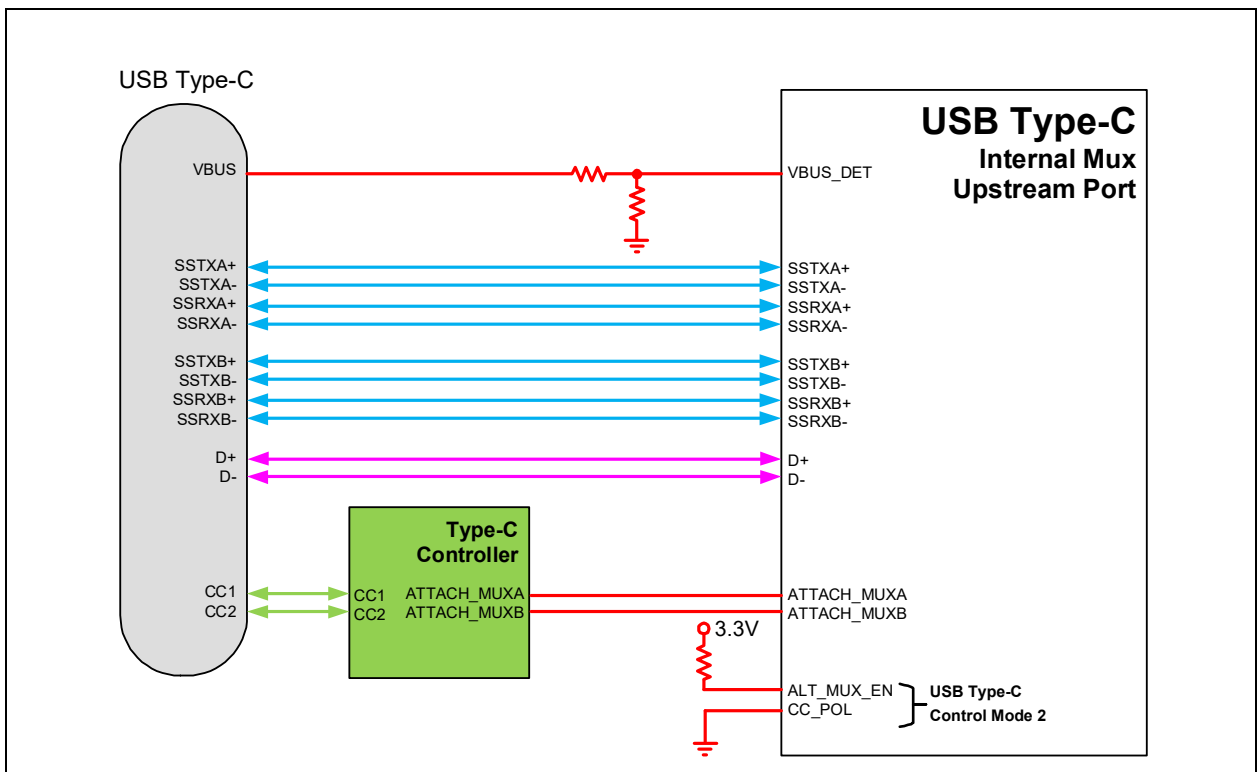 USB Type-C
VBUS
SSTXA+
SSTXA-
SSRXA+
SSRXA-
SSTXB+
SSTXB-
SSRXB+
SSRXB-
D+
D-
CC1
CC2
Type-C
Controller
CC1
CC2
ATTACH_MUXA
ATTACH_MUXB
3.3V
USB Type-C
Internal Mux
Upstream Port
VBUS_DET
SSTXA+
SSTXA-
SSRXA+
SSRXA-
SSTXB+
SSTXB-
SSRXB+
SSRXB-
D+
D-
ATTACH_MUXA
ATTACH_MUXB
ALT_MUX_EN
CC_POL
USB Type-C
Control Mode 2